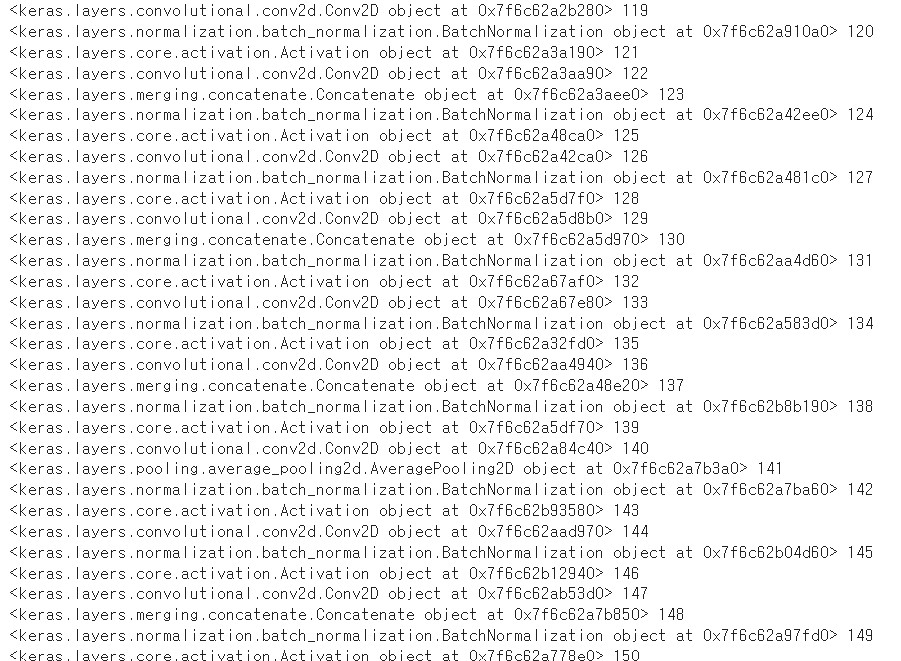 <keras.layers.convolutional.conv2d.Conv2D object at 0x7f6c62a2b280> 119
<keras.layers.normalization.batch_normalization.BatchNormalization object at 0x7f6c62a910a0> 120
<keras.layers.core.activation.Activation object at 0x7f6c62a3a190> 121
<keras.layers.convolutional.conv2d.Conv2D object at 0x7f6c62a3aa90> 122
<keras.layers.merging.concatenate.Concatenate object at 0x7f6c62a3aee0> 123
<keras.layers.normalization.batch_normalization.BatchNormalization object at 0x7f6c62a42ee0> 124
<keras.layers.core.activation.Activation object at 0x7f6c62a48ca0> 125
<keras.layers.convolutional.conv2d.Conv2D object at 0x7f6c62a42ca0> 126
<keras.layers.normalization.batch_normalization.BatchNormalization object at 0x7f6c62a481c0> 127
<keras.layers.core.activation.Activation object at 0x7f6c62a5d7f0> 128
<keras.layers.convolutional.conv2d.Conv2D object at 0x7f6c62a5d8b0> 129
<keras.layers.merging.concatenate.Concatenate object at 0x7f6c62a5d970> 130
<keras.layers.normalization.batch_normalization.BatchNormalization object at 0x7f6c62aa4d60> 131
<keras.layers.core.activation.Activation object at 0x7f6c62a67af0> 132
<keras.layers.convolutional.conv2d.Conv2D object at 0x7f6c62a67e80> 133
<keras.layers.normalization.batch_normalization.BatchNormalization object at 0x7f6c62a583d0> 134
<keras.layers.core.activation.Activation object at 0x7f6c62a32fd0> 135
<keras.layers.convolutional.conv2d.Conv2D object at 0x7f6c62aa4940> 136
<keras.layers.merging.concatenate.Concatenate object at 0x7f6c62a48e20> 137
<keras.layers.normalization.batch_normalization.BatchNormalization object at 0x7f6c62b8b190> 138
<keras.layers.core.activation.Activation object at 0x7f6c62a5df70> 139
<keras.layers.convolutional.conv2d.Conv2D object at 0x7f6c62a84c40> 140
<keras.layers.pooling.average_pooling2d.AveragePooling2D object at 0x7f6c62a7b3a0> 141
<keras.layers.normalization.batch_normalization.BatchNormalization object at 0x7f6c62a7ba60> 142
<keras.layers.core.activation.Activation object at 0x7f6c62b93580> 143
<keras.layers.convolutional.conv2d.Conv2D object at 0x7f6c62aad970> 144
<keras.layers.normalization.batch_normalization.BatchNormalization object at 0x7f6c62b04d60> 145
<keras.layers.core.activation.Activation object at 0x7f6c62b12940> 146
<keras.layers.convolutional.conv2d.Conv2D object at 0x7f6c62ab53d0> 147
<keras.layers.merging.concatenate.Concatenate object at 0x7f6c62a7b850> 148
<keras.layers.normalization.batch_normalization.BatchNormalization object at 0x7f6c62a97fd0> 149
<keras.layers.core.activation.Activation object at 0x7f6c62a778e0> 150